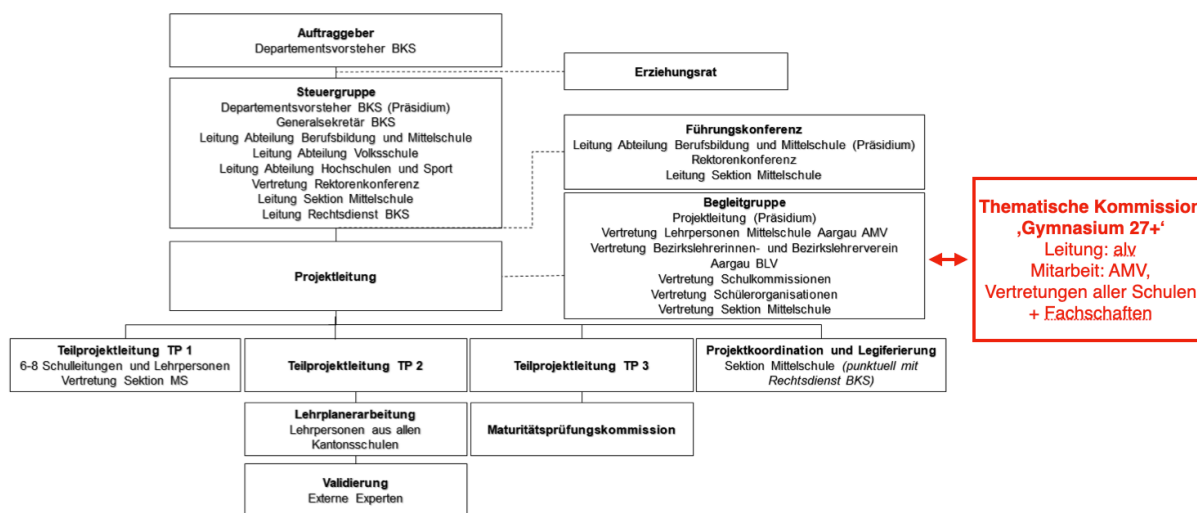 Auftraggeber
Departementsvorsteher BKS
Erziehungsrat
Steuergruppe
Departementsvorsteher BKS (Präsidium)
Generalsekretär BKS
Leitung Abteilung Berufsbildung und Mittelschule
Leitung Abteilung Volksschule
Leitung Abteilung Hochschulen und Sport
Vertretung Rektorenkonferenz
Leitung Sektion Mittelschule
Leitung Rechtsdienst BKS
Führungskonferenz
Leitung Abteilung Berufsbildung und Mittelschule (Präsidium)
Rektorenkonferenz
Leitung Sektion Mittelschule
Begleitgruppe
Projektleitung (Präsidium)
Vertretung Lehrpersonen Mittelschule Aargau AMV
Vertretung Bezirkslehrerinnen- und Bezirkslehrerverein
Aargau BLV
Vertretung Schulkommissionen
Vertretung Schülerorganisationen
Vertretung Sektion Mittelschule
Thematische Kommission
‚Gymnasium 27+‘
Leitung: alv
Mitarbeit: AMV,
Vertretungen aller Schulen
+ Fachschaften
Projektleitung
Teilprojektleitung TP 1
6-8 Schulleitungen und Lehrpersonen
Vertretung Sektion MS
Teilprojektleitung TP 2
Teilprojektleitung TP 3
Projektkoordination und Legiferierung
Sektion Mittelschule (punktuell mit
Rechtsdienst BKS)
Lehrplanerarbeitung
Lehrpersonen aus allen
Kantonsschulen
Maturitätsprüfungskommission
Validierung
Externe Experten